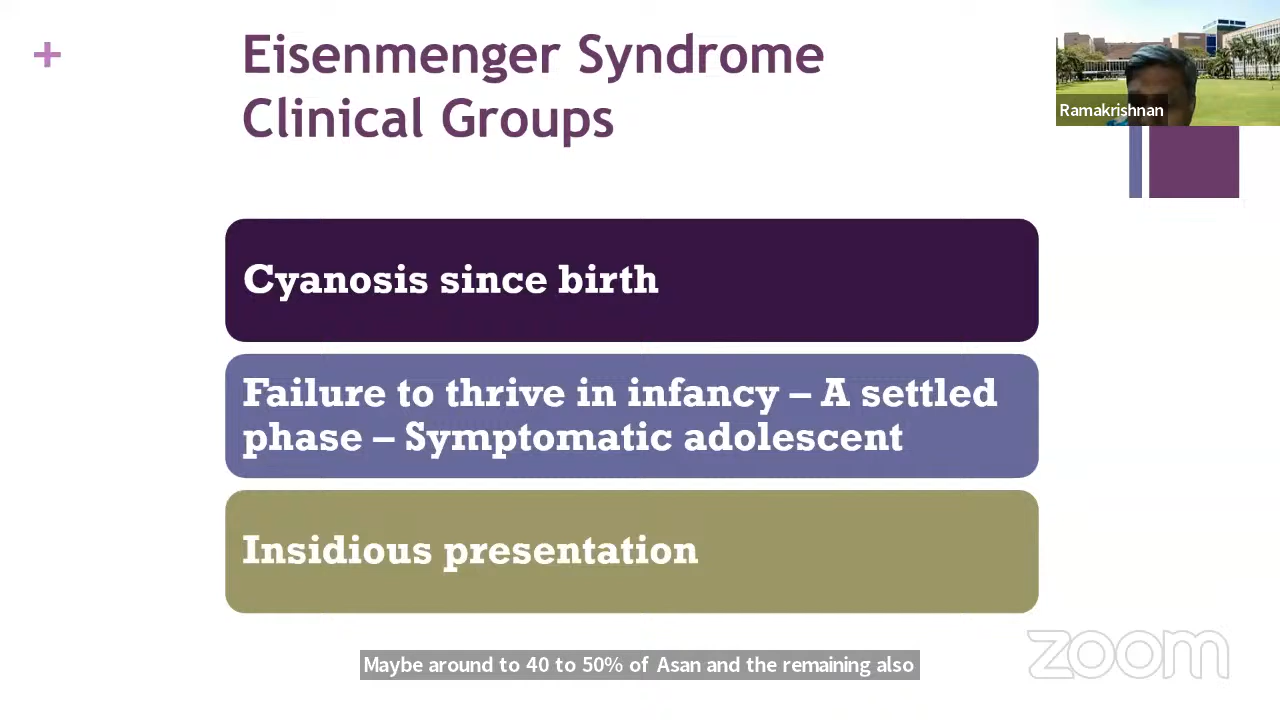 +
Eisenmenger Syndrome
Clinical Groups
Ramakrishnan
Cyanosis since birth
Failure to thrive in infancy – A settled
phase – Symptomatic adolescent
Insidious presentation
Maybe around to 40 to 50% of Asan and the remaining also
zoom